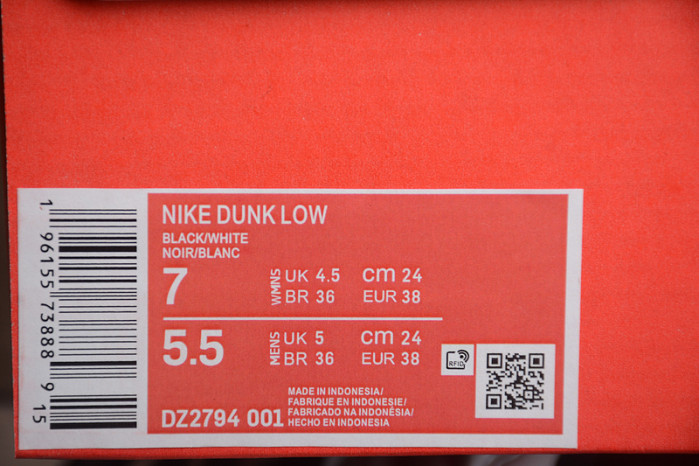 1 96155 73888 9 15
NIKE DUNK LOW
BLACK/WHITE
NOIR/BLANC
7 WMNS UK 4.5 cm 24
BR 36 EUR 38
5.5 MENS UK 5 cm 24
BR 36 EUR 38
RFID
MADE IN INDONESIA/
FABRIQUE EN INDONESIE/
FABRICADO NA INDONÉSIA/
HECHO EN INDONESIA
DZ2794 001